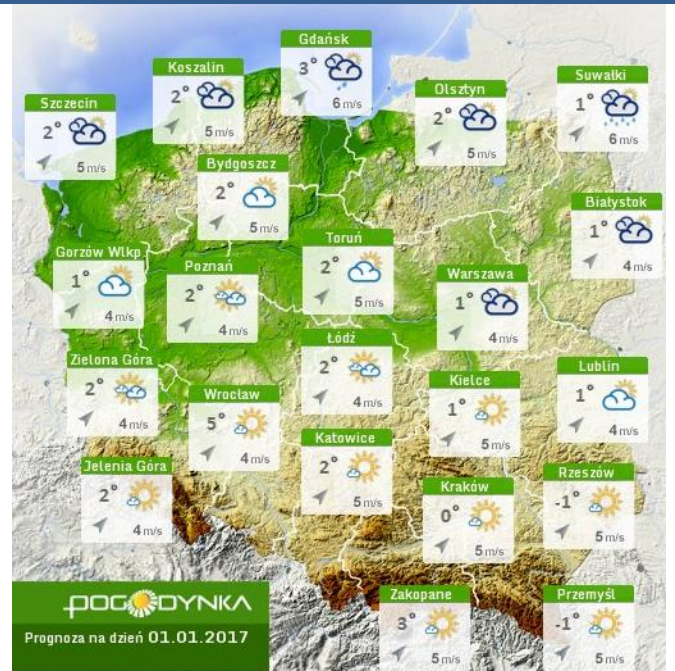 Gdańsk
3°
6 m/s
Koszalin
2°
5 m/s
Suwałki
1°
6 m/s
Olsztyn
2°
5 m/s
Szczecin
2°
5 m/s
Bydgoszcz
2°
5 m/s
Białystok
1°
4 m/s
Toruń
2°
5 m/s
Gorzów Wlkp
1°
4 m/s
Poznań
2°
4 m/s
Warszawa
1°
4 m/s
Łódź
2°
4 m/s
Zielona Góra
2°
4 m/s
Lublin
1°
4 m/s
Kielce
1°
5 m/s
Wrocław
5°
4 m/s
Katowice
2°
5 m/s
Jelenia Góra
2°
4 m/s
Rzeszów
-1°
5 m/s
Kraków
0°
5 m/s
Zakopane
3°
5 m/s
Przemyśl
-1°
5 m/s
POGODYNKA
Prognoza na dzień 01.01.2017